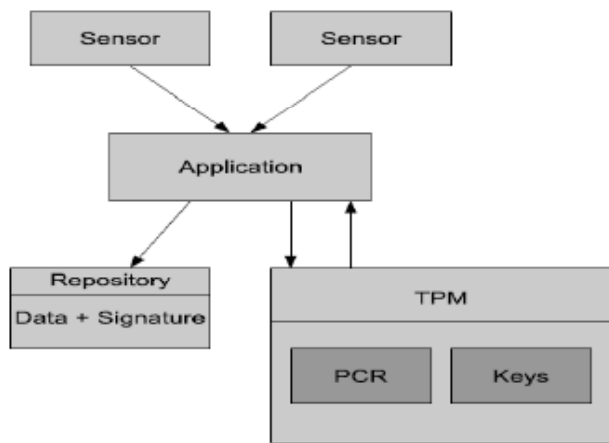 Sensor
Sensor
Application
Repository
Data + Signature
TPM
PCR
Keys